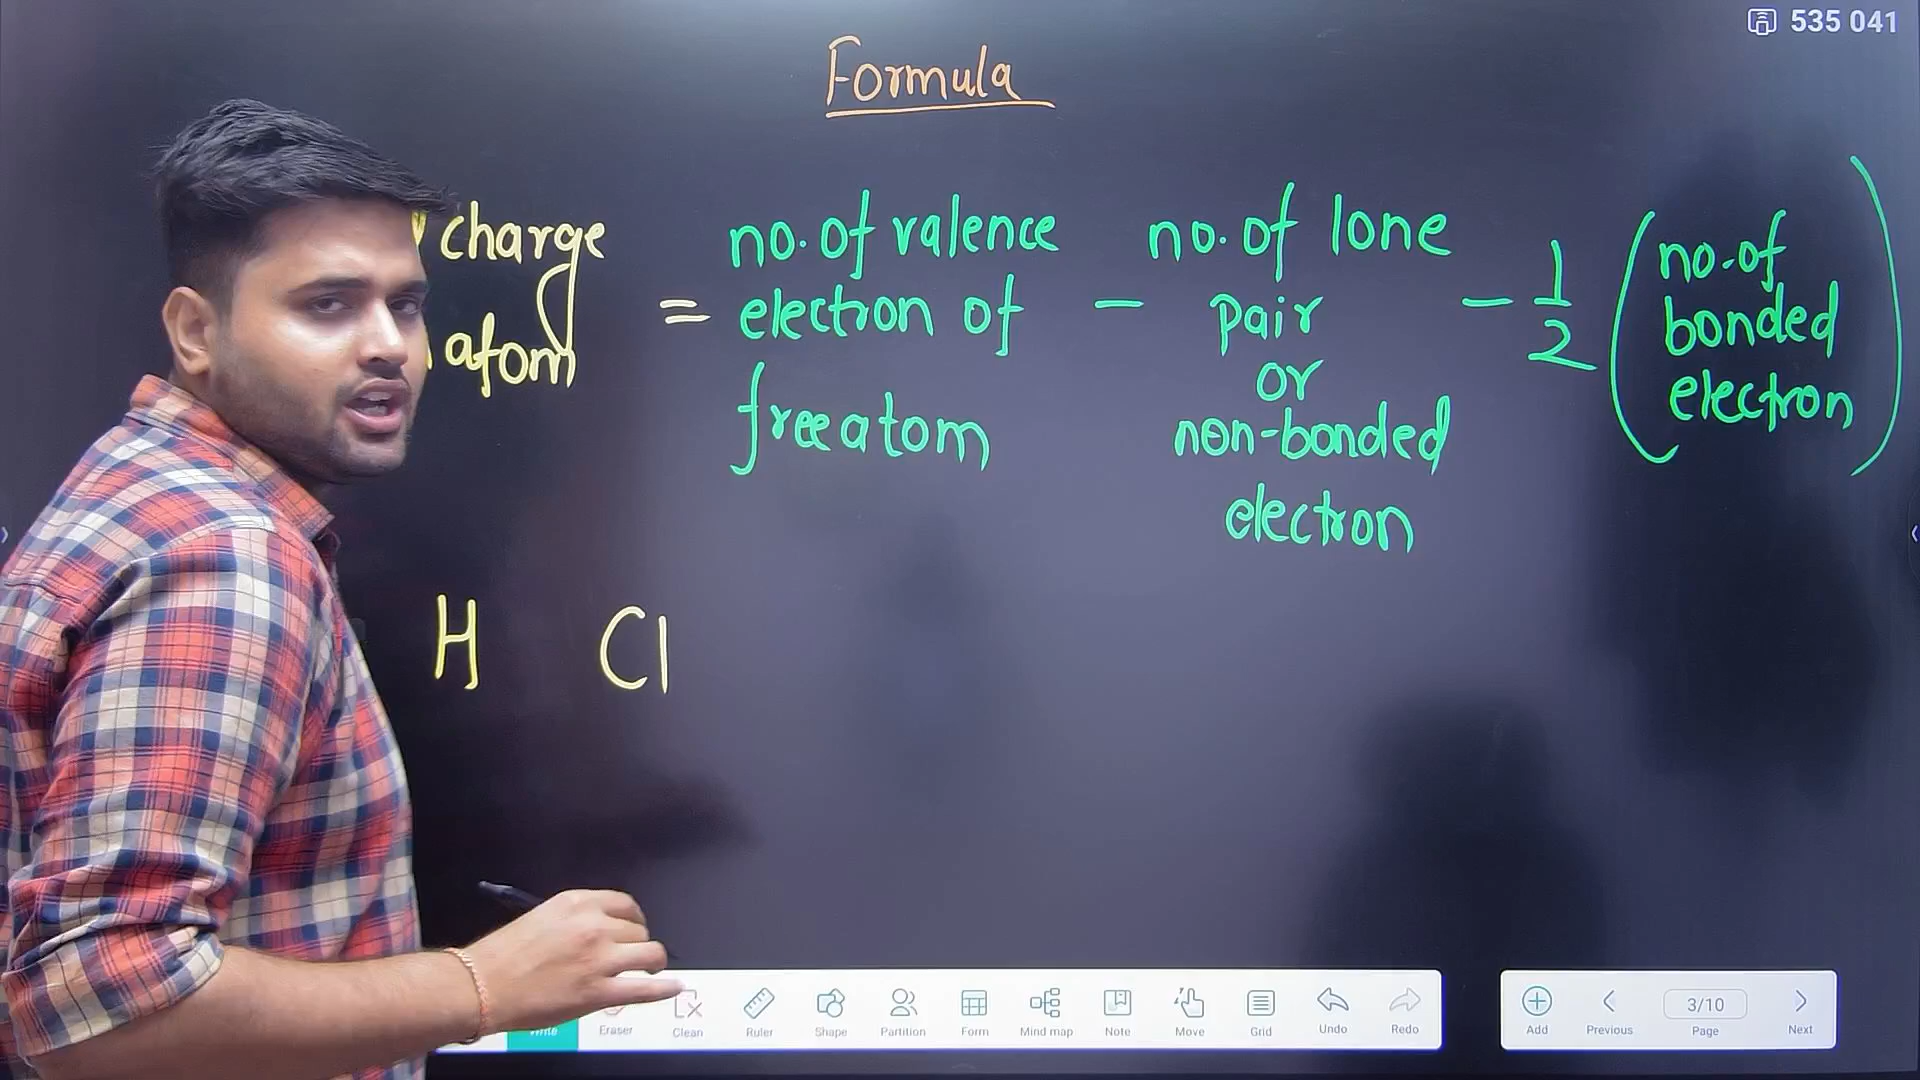 535 041
Formula
charge
atom
=
no. of valence
election of
free atom
-
no. of lone
pair
or
non-bonded
electron
- 1/2
(no. of
bonded
electron)
H Cl
Write Eraser Clean Ruler Shape Partition Form Mind map Note Move Grid Undo Redo
Add Previous 3/10 Page Next